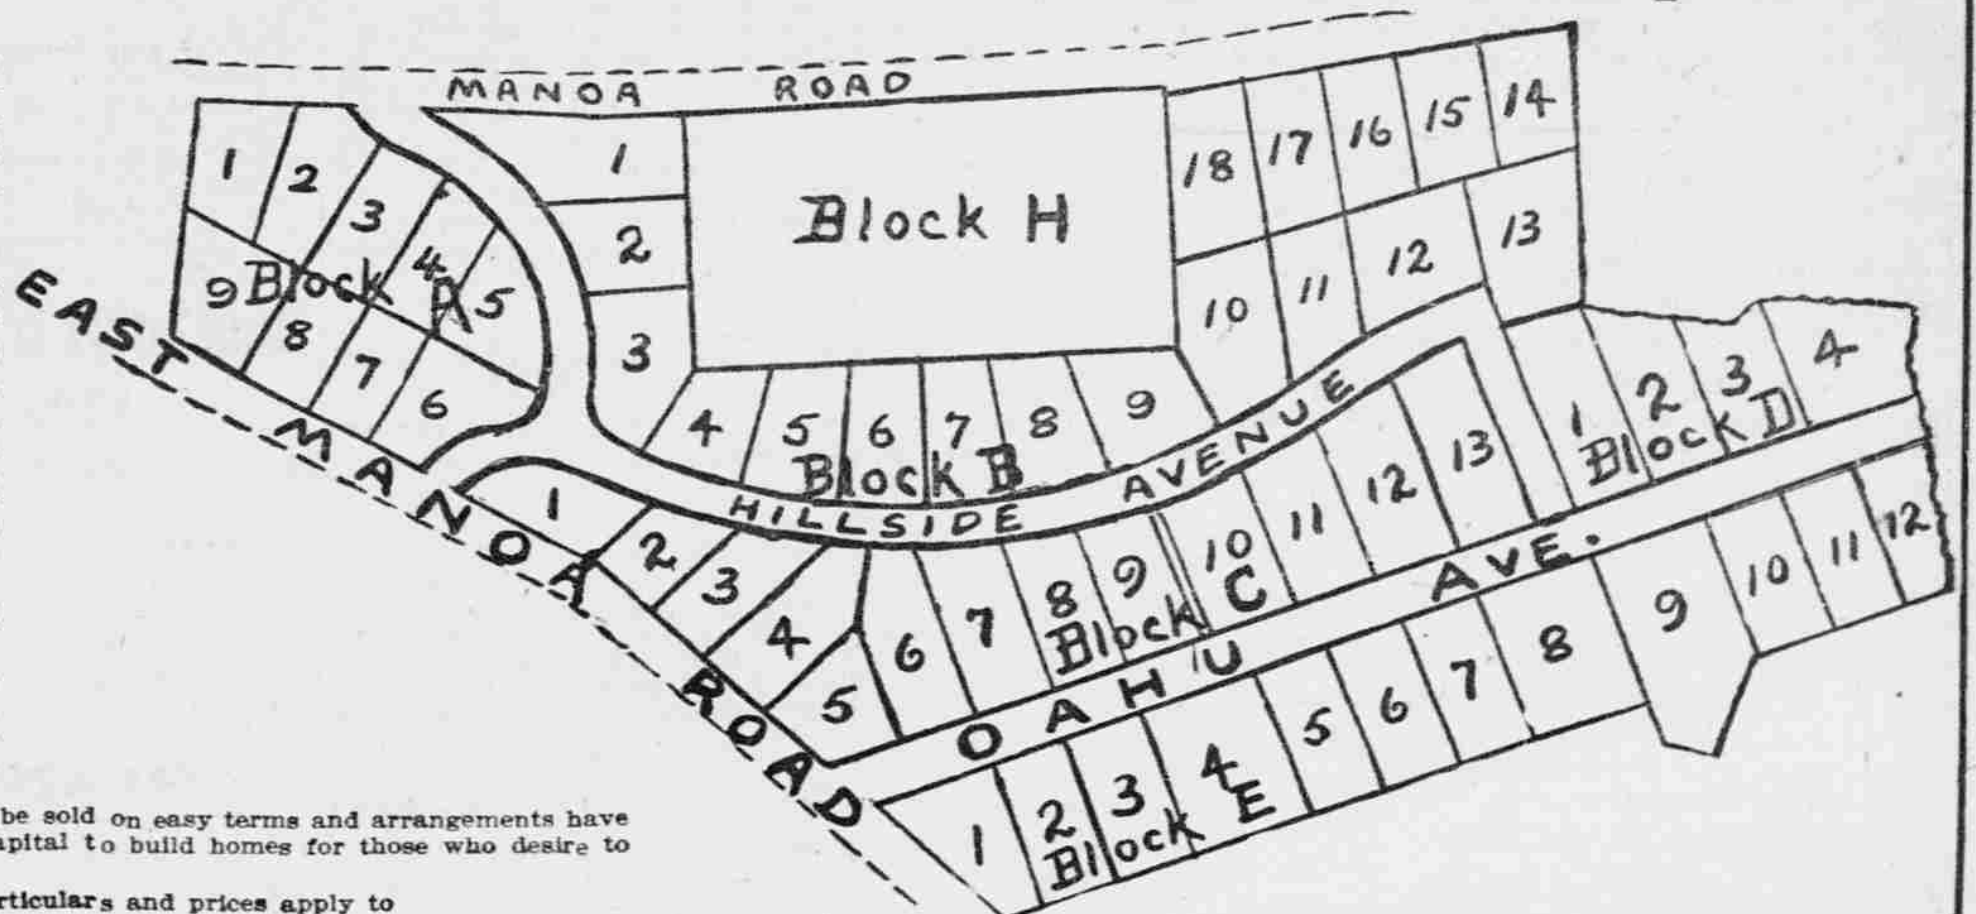 MANOA ROAD
1 2 3 4 5
9 Block A
8 7 6
EAST MANOA ROAD
1
2
3
Block H
18 17 16 15 14
10 11 12 13
4 5 6 7 8 9
Block B
HILLSIDE AVENUE
1 2 3 4
Block D
1 2 3 4 5 6 7 8 9 10 11 12 13
Block C
OAHU AVE.
1 2 3 4 5 6 7 8 9 10 11 12
Block E
be sold on easy terms and arrangements have
apital to build homes for those who desire to
rticulars and prices apply to